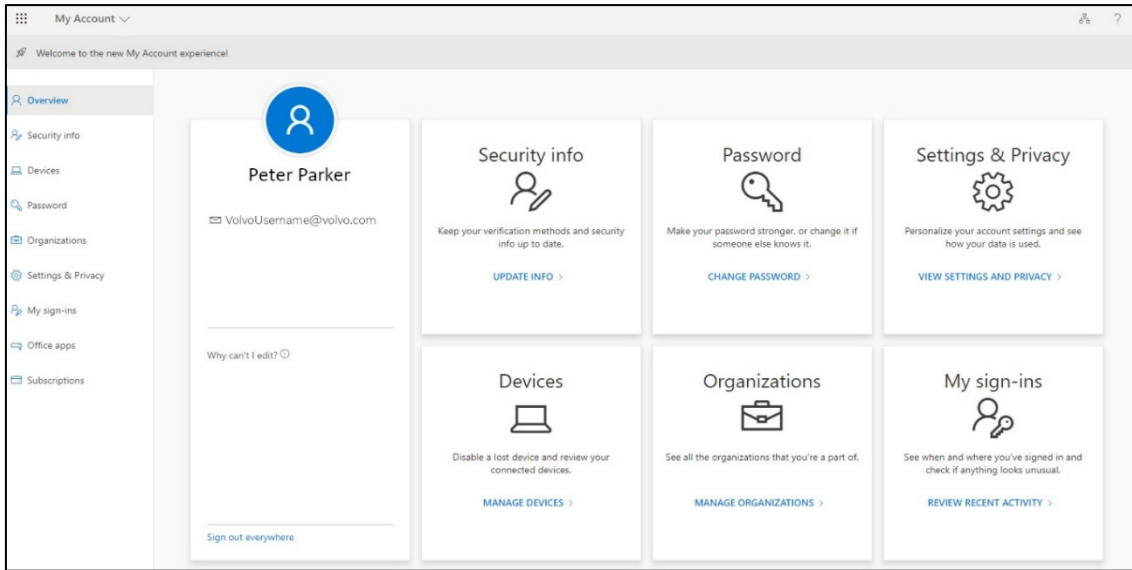 My Account
?
Welcome to the new My Account experience!
Overview
Security info
Devices
Password
Organizations
Settings & Privacy
My sign-ins
Office apps
Subscriptions
Peter Parker
VolvoUsername@volvo.com
Why can't I edit?
Sign out everywhere
Security info
Keep your verification methods and security
info up to date.
UPDATE INFO >
Password
Make your password stronger, or change it if
someone else knows it.
CHANGE PASSWORD >
Settings & Privacy
Personalize your account settings and see
how your data is used.
VIEW SETTINGS AND PRIVACY >
Devices
Disable a lost device and review your
connected devices.
MANAGE DEVICES >
Organizations
See all the organizations that you're a part of.
MANAGE ORGANIZATIONS >
My sign-ins
See when and where you've signed in and
check if anything looks unusual.
REVIEW RECENT ACTIVITY >